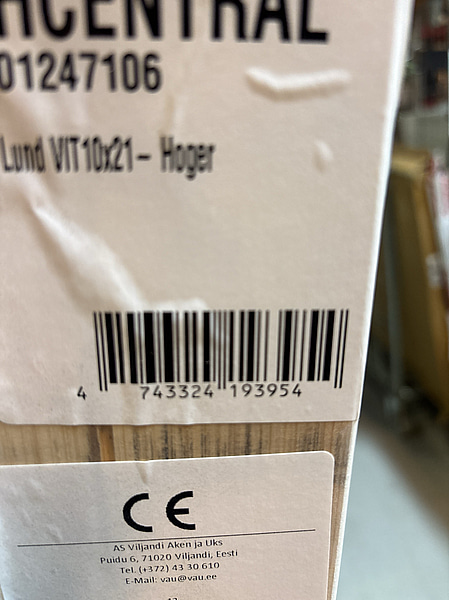 HCENTRAL
01247106
Lund VIT10x21- Hoger
4 743324 193954
CE
AS Viljandi Aken ja Uks
Puidu 6, 71020 Viljandi, Eesti
Tel. (+372) 43 30 610
E-Mail: vau@vau.ee